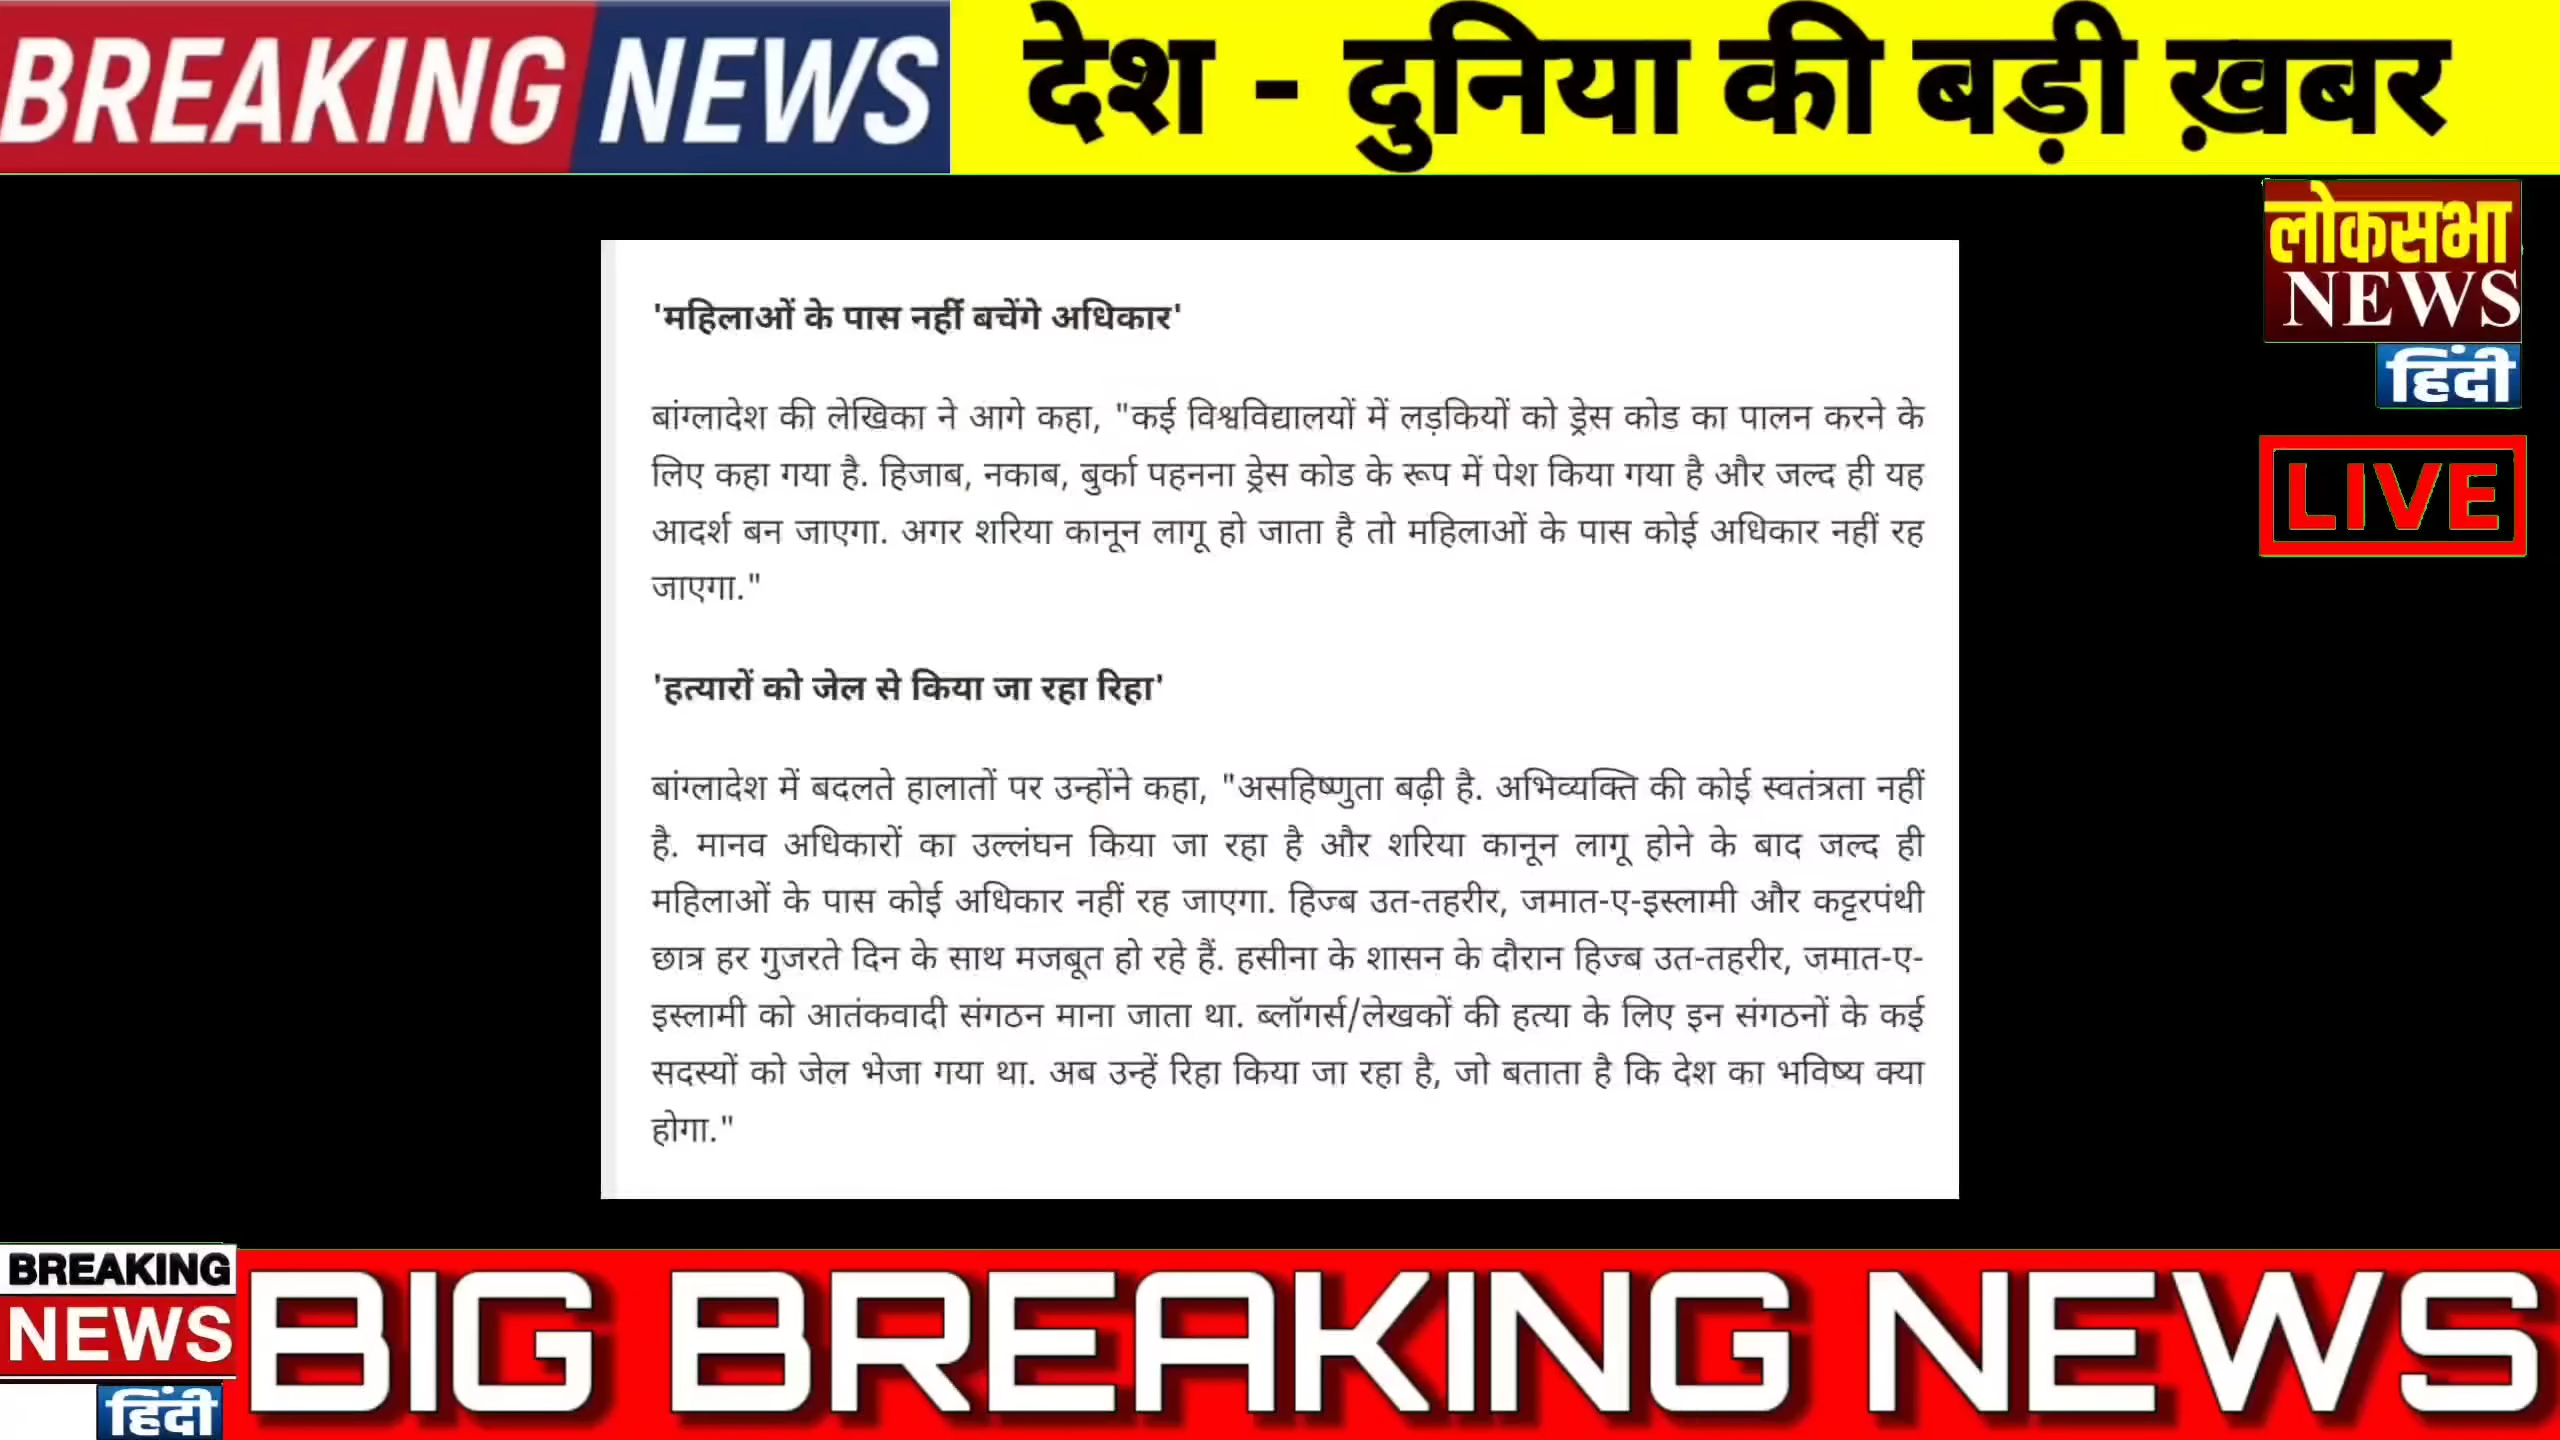 BREAKING NEWS
देश - दुनिया की बड़ी ख़बर
लोकसभा
NEWS
हिंदी
LIVE
'महिलाओं के पास नहीं बचेंगे अधिकार'
बांग्लादेश की लेखिका ने आगे कहा, "कई विश्वविद्यालयों में लड़कियों को ड्रेस कोड का पालन करने के
लिए कहा गया है. हिजाब, नकाब, बुर्का पहनना ड्रेस कोड के रूप में पेश किया गया है और जल्द ही यह
आदर्श बन जाएगा. अगर शरिया कानून लागू हो जाता है तो महिलाओं के पास कोई अधिकार नहीं रह
जाएगा."
'हत्यारों को जेल से किया जा रहा रिहा'
बांग्लादेश में बदलते हालातों पर उन्होंने कहा, "असहिष्णुता बढ़ी है. अभिव्यक्ति की कोई स्वतंत्रता नहीं
है. मानव अधिकारों का उल्लंघन किया जा रहा है और शरिया कानून लागू होने के बाद जल्द ही
महिलाओं के पास कोई अधिकार नहीं रह जाएगा. हिज्ब उत-तहरीर, जमात-ए-इस्लामी और कट्टरपंथी
छात्र हर गुजरते दिन के साथ मजबूत हो रहे हैं. हसीना के शासन के दौरान हिज्ब उत-तहरीर, जमात-ए-
इस्लामी को आतंकवादी संगठन माना जाता था. ब्लॉगर्स/लेखकों की हत्या के लिए इन संगठनों के कई
सदस्यों को जेल भेजा गया था. अब उन्हें रिहा किया जा रहा है, जो बताता है कि देश का भविष्य क्या
होगा."
BREAKING
NEWS
हिंदी
BIG BREAKING NEWS